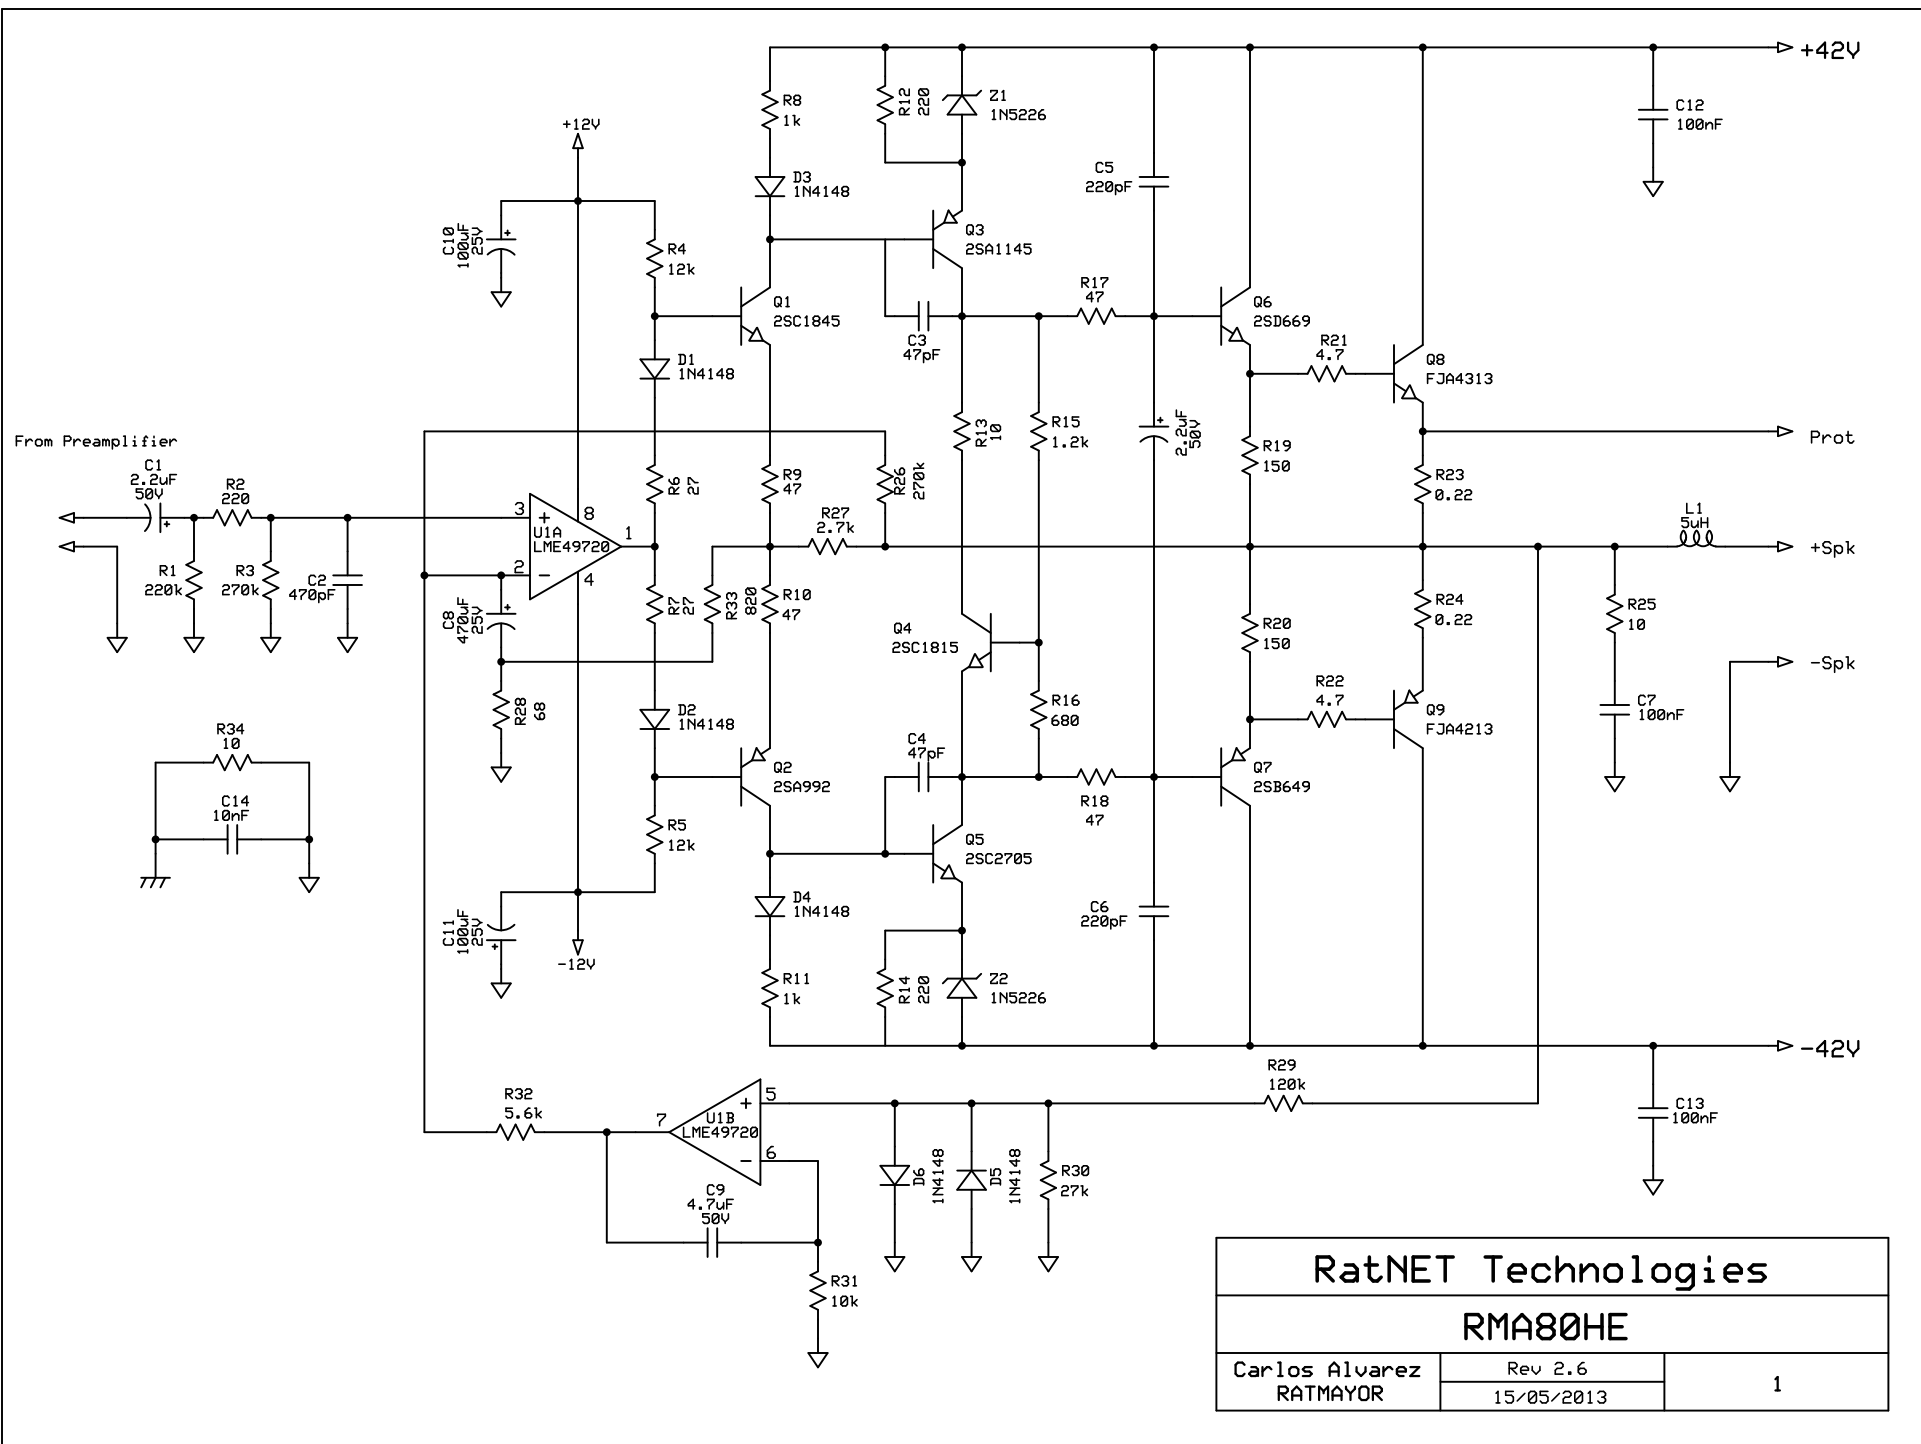 +42V
R8
1k
R12
220
Z1
1N5226
C12
100nF
+12V
D3
1N4148
C5
220pF
C10
100uF
25V
R4
12k
Q3
2SA1145
Q1
2SC1845
R17
47
Q6
2SD669
C3
47pF
D1
1N4148
R21
4.7
Q8
FJA4313
From Preamplifier
C1
2.2uF
50V
R2
220
R6
27
R9
47
R26
270k
R13
10
R15
1.2k
2.2uF
50V
R19
150
Prot
R23
0.22
3
+
8
U1A
LME49720
1
2
-
4
R27
2.7k
L1
5uH
+Spk
R1
220k
R3
270k
C2
470pF
C8
470uF
25V
R7
27
R33
820
R10
47
Q4
2SC1815
R20
150
R24
0.22
R25
10
-Spk
R28
68
D2
1N4148
R16
680
R22
4.7
Q9
FJA4213
C7
100nF
R34
10
C14
10nF
Q2
2SA992
C4
47pF
R18
47
Q7
2SB649
R5
12k
Q5
2SC2705
D4
1N4148
C6
220pF
C11
100uF
25V
-12V
R11
1k
R14
220
Z2
1N5226
-42V
R32
5.6k
7
U1B
LME49720
+
5
-
6
R29
120k
C13
100nF
D6
1N4148
D5
1N4148
R30
27k
C9
4.7uF
50V
R31
10k
RatNET Technologies
RMA80HE
Carlos Alvarez
RATMAYOR
Rev 2.6
15/05/2013
1